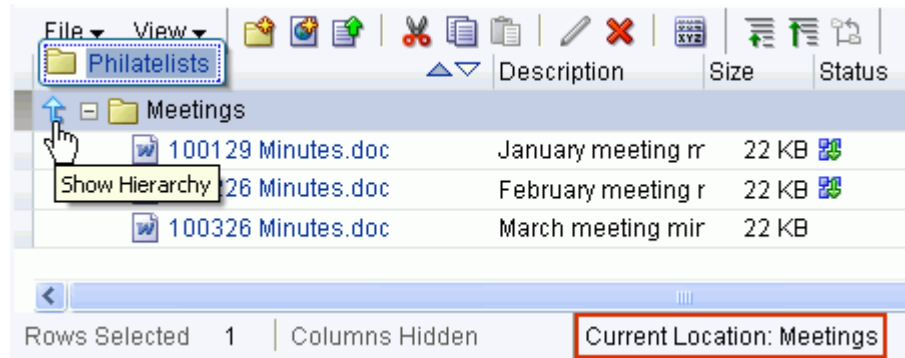 File View
XYZ
Philatelists
Description Size Status
Meetings
100129 Minutes.doc January meeting m 22 KB
Show Hierarchy
26 Minutes.doc February meeting r 22 KB
100326 Minutes.doc March meeting mir 22 KB
Rows Selected 1 Columns Hidden Current Location: Meetings